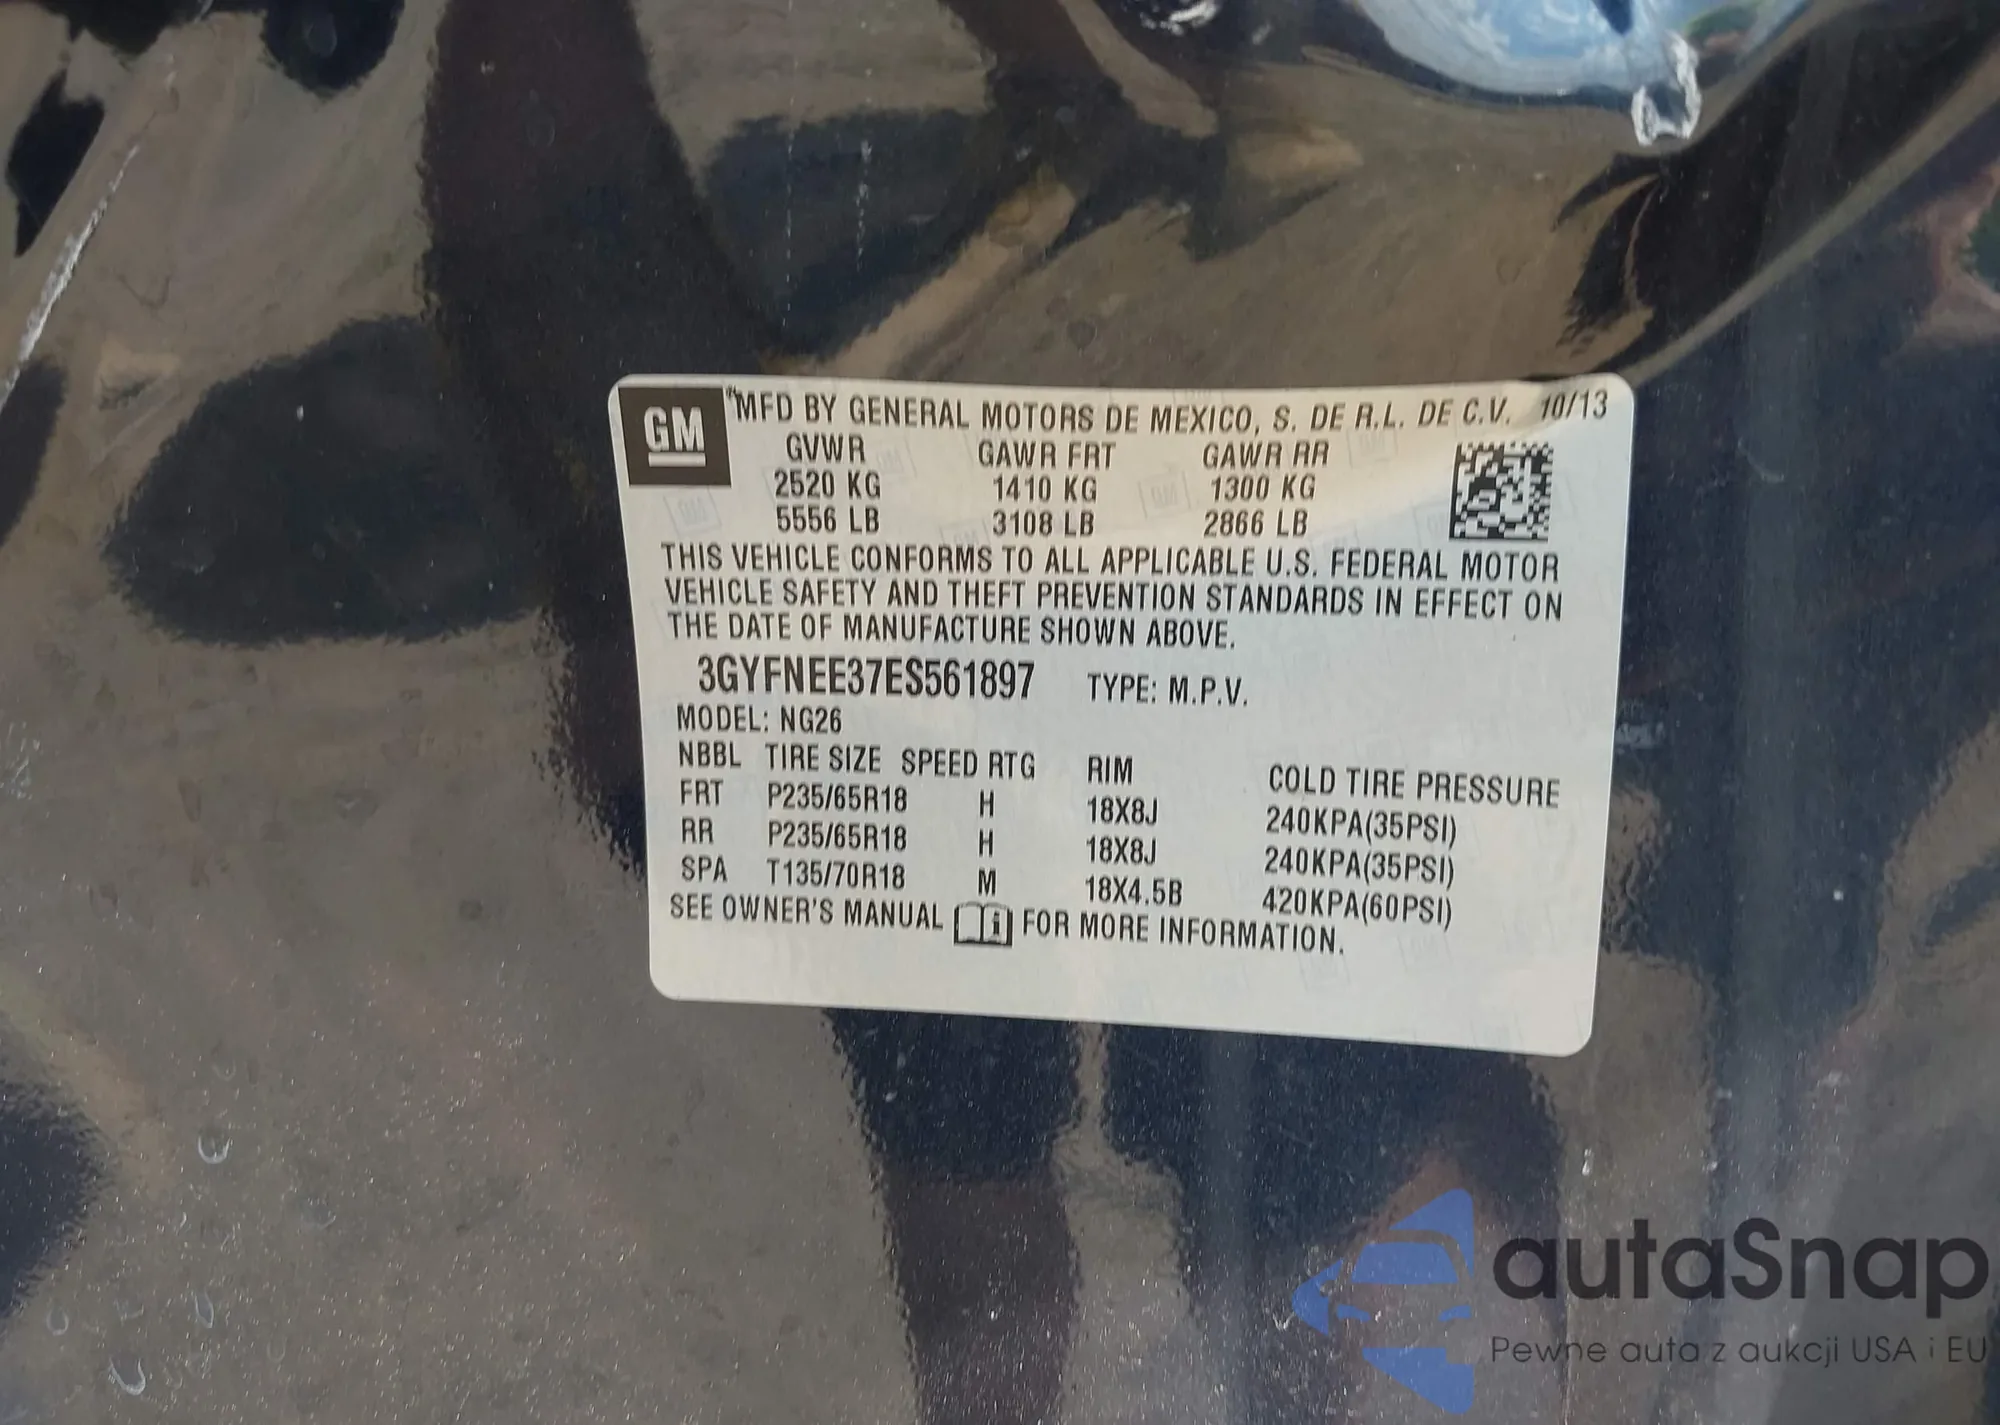 GM
MFD BY GENERAL MOTORS DE MEXICO, S. DE R.L. DE C.V. 10/13
GVWR GAWR FRT GAWR RR
2520 KG 1410 KG 1300 KG
5556 LB 3108 LB 2866 LB
THIS VEHICLE CONFORMS TO ALL APPLICABLE U.S. FEDERAL MOTOR
VEHICLE SAFETY AND THEFT PREVENTION STANDARDS IN EFFECT ON
THE DATE OF MANUFACTURE SHOWN ABOVE.
3GYFNEE37ES561897 TYPE: M.P.V.
MODEL: NG26
NBBL TIRE SIZE SPEED RTG RIM COLD TIRE PRESSURE
FRT P235/65R18 H 18X8J 240KPA(35PSI)
RR P235/65R18 H 18X8J 240KPA(35PSI)
SPA T135/70R18 M 18X4.5B 420KPA(60PSI)
SEE OWNER'S MANUAL FOR MORE INFORMATION.
autaSnap
Pewne auta z aukcji USA i EU